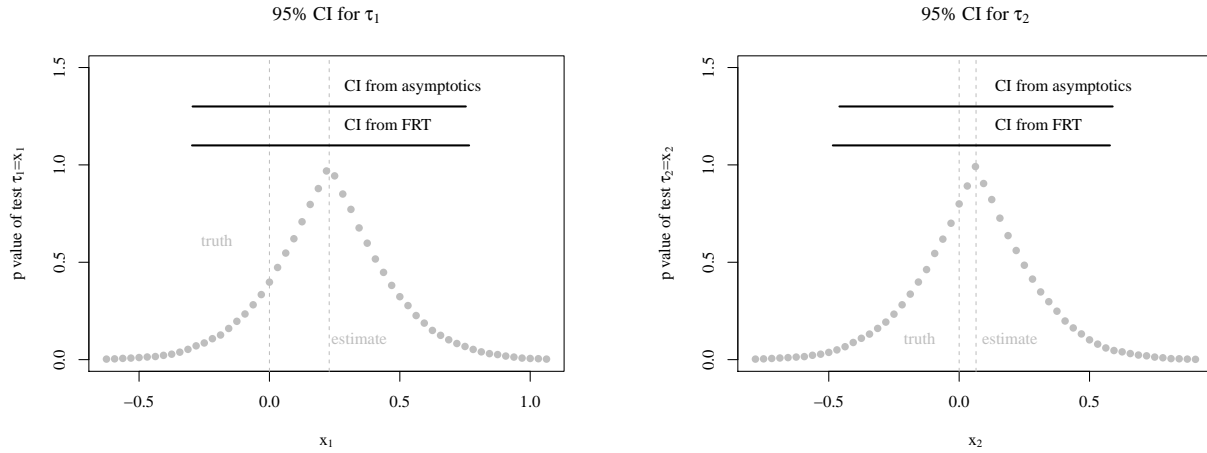 95% CI for τ₁
p value of test τ₁=x₁
1.5
1.0
0.5
0.0
CI from asymptotics
CI from FRT
truth
estimate
−0.5
0.0
0.5
1.0
x₁
95% CI for τ₂
p value of test τ₂=x₂
1.5
1.0
0.5
0.0
CI from asymptotics
CI from FRT
truth
estimate
−0.5
0.0
0.5
x₂